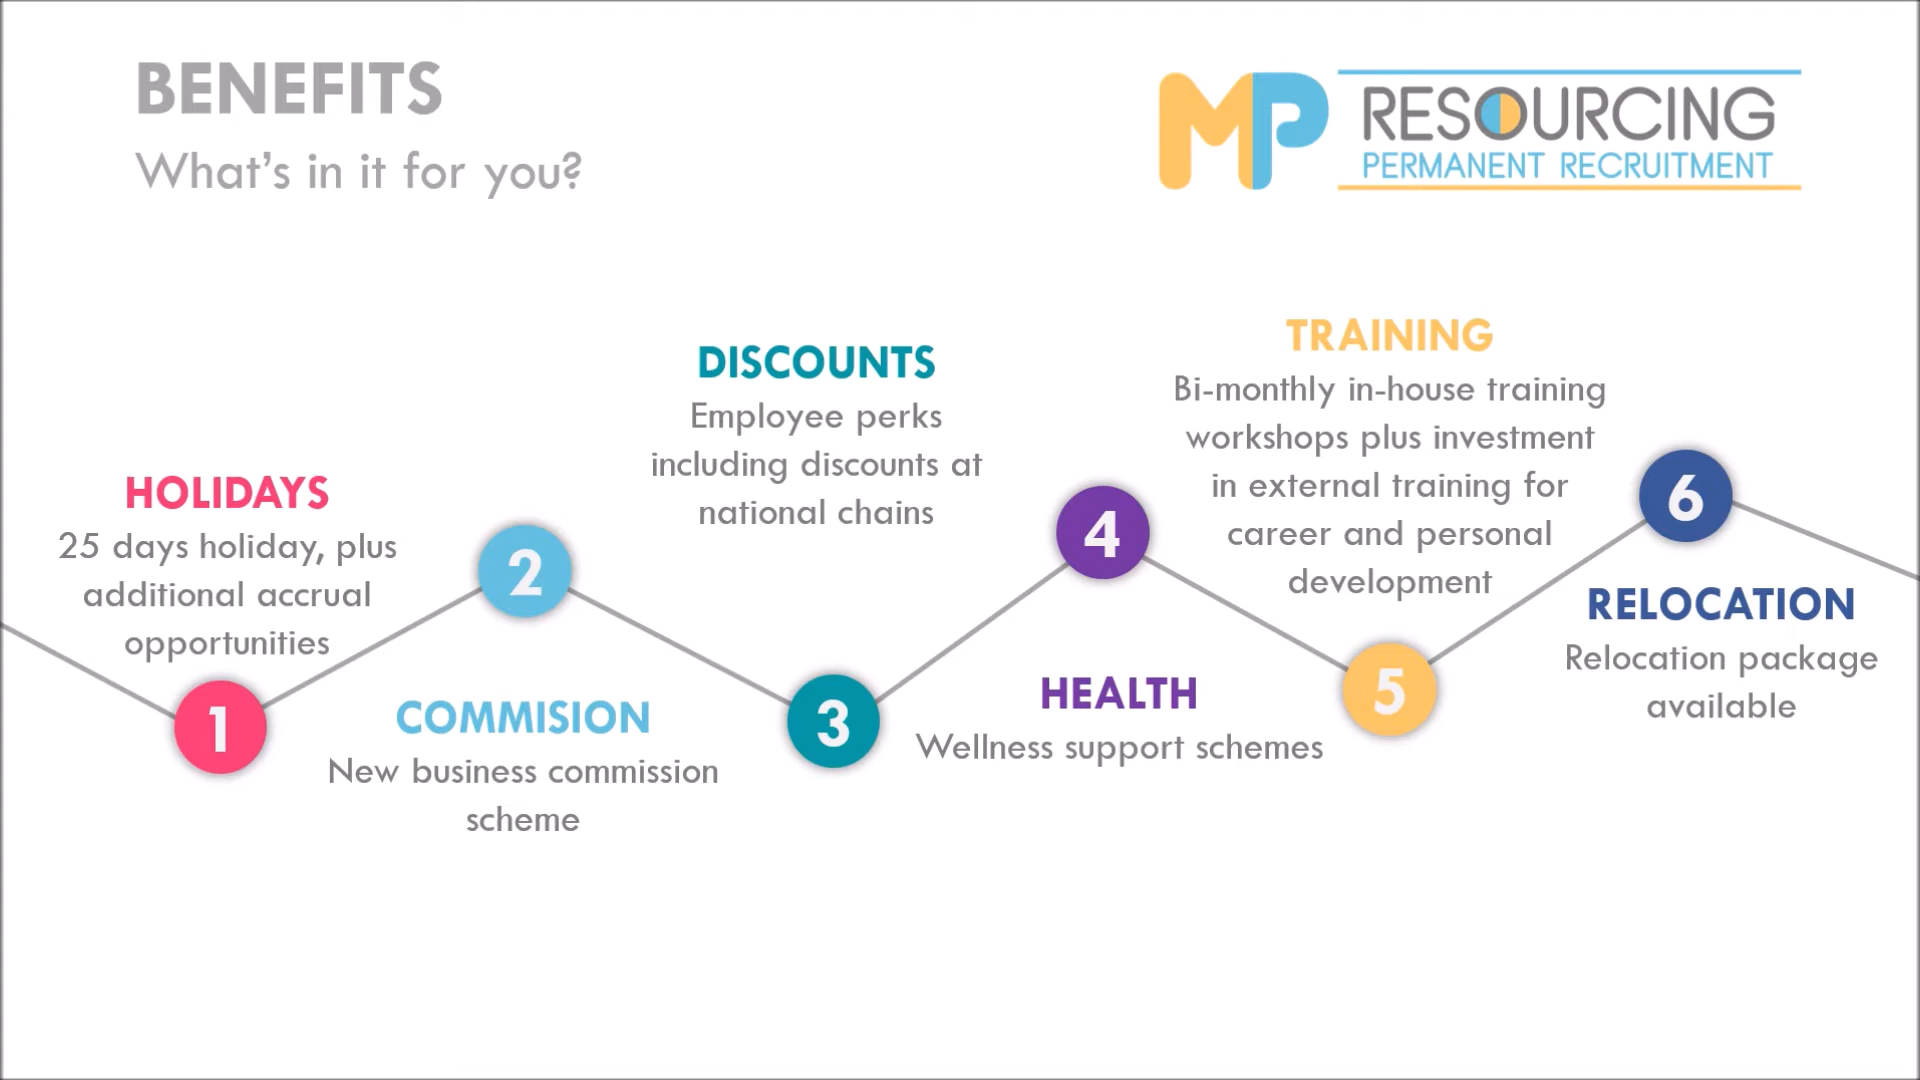 BENEFITS
What's in it for you?
MP RESOURCING
PERMANENT RECRUITMENT
HOLIDAYS
25 days holiday, plus
additional accrual
opportunities
1
2
COMMISION
New business commission
scheme
DISCOUNTS
Employee perks
including discounts at
national chains
3
4
HEALTH
Wellness support schemes
TRAINING
Bi-monthly in-house training
workshops plus investment
in external training for
career and personal
development
5
6
RELOCATION
Relocation package
available